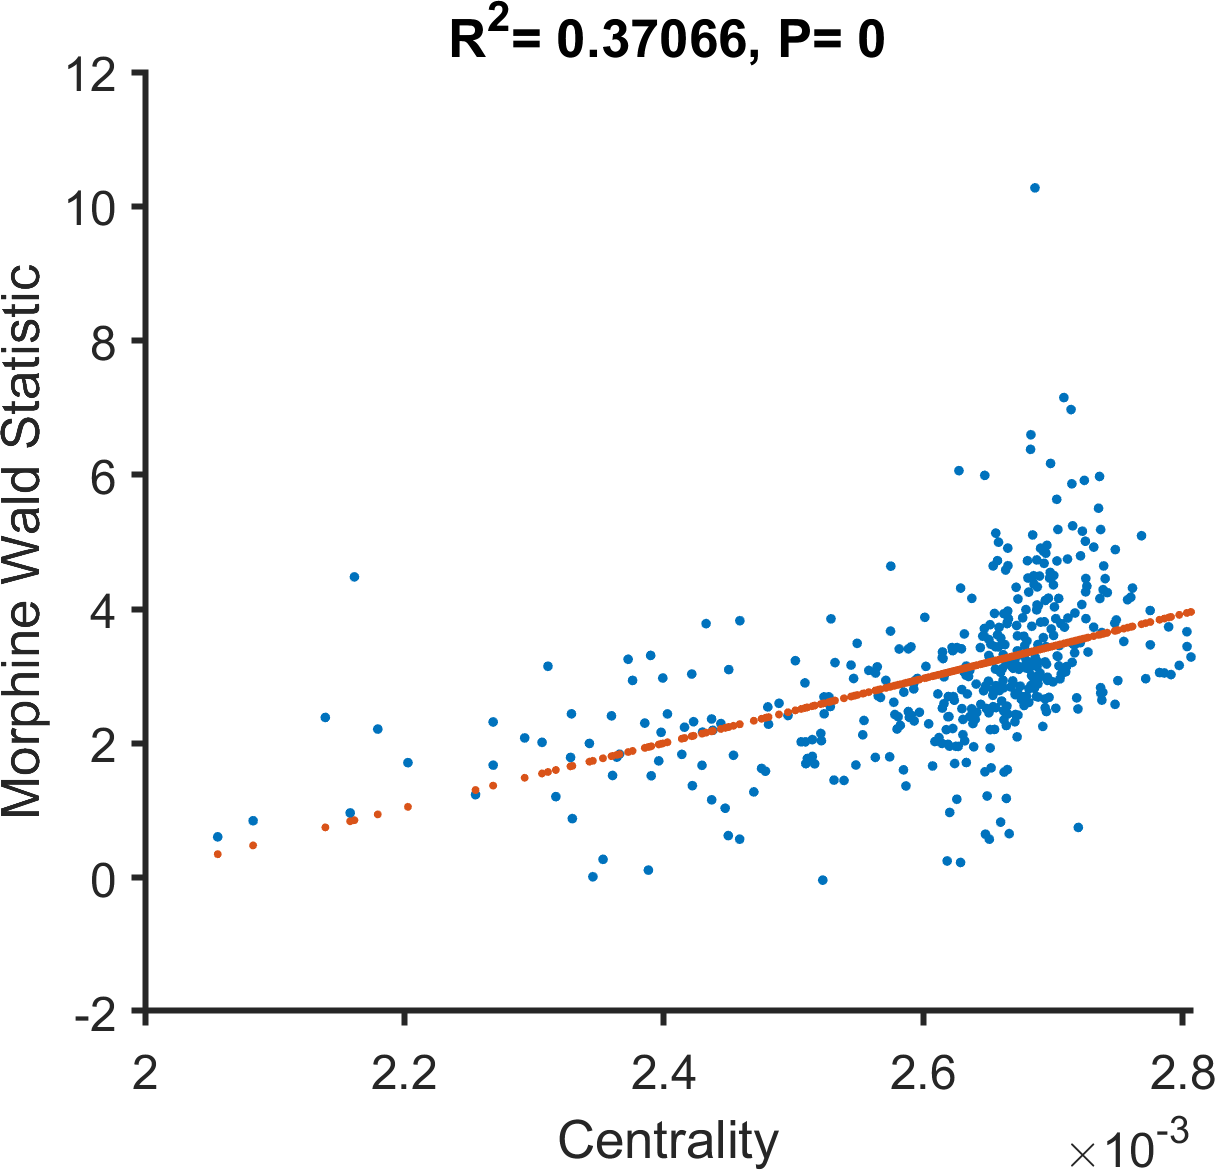 R²= 0.37066, P= 0
12
10
8
6
4
2
0
-2
Morphine Wald Statistic
2 2.2 2.4 2.6 2.8
Centrality
×10⁻³